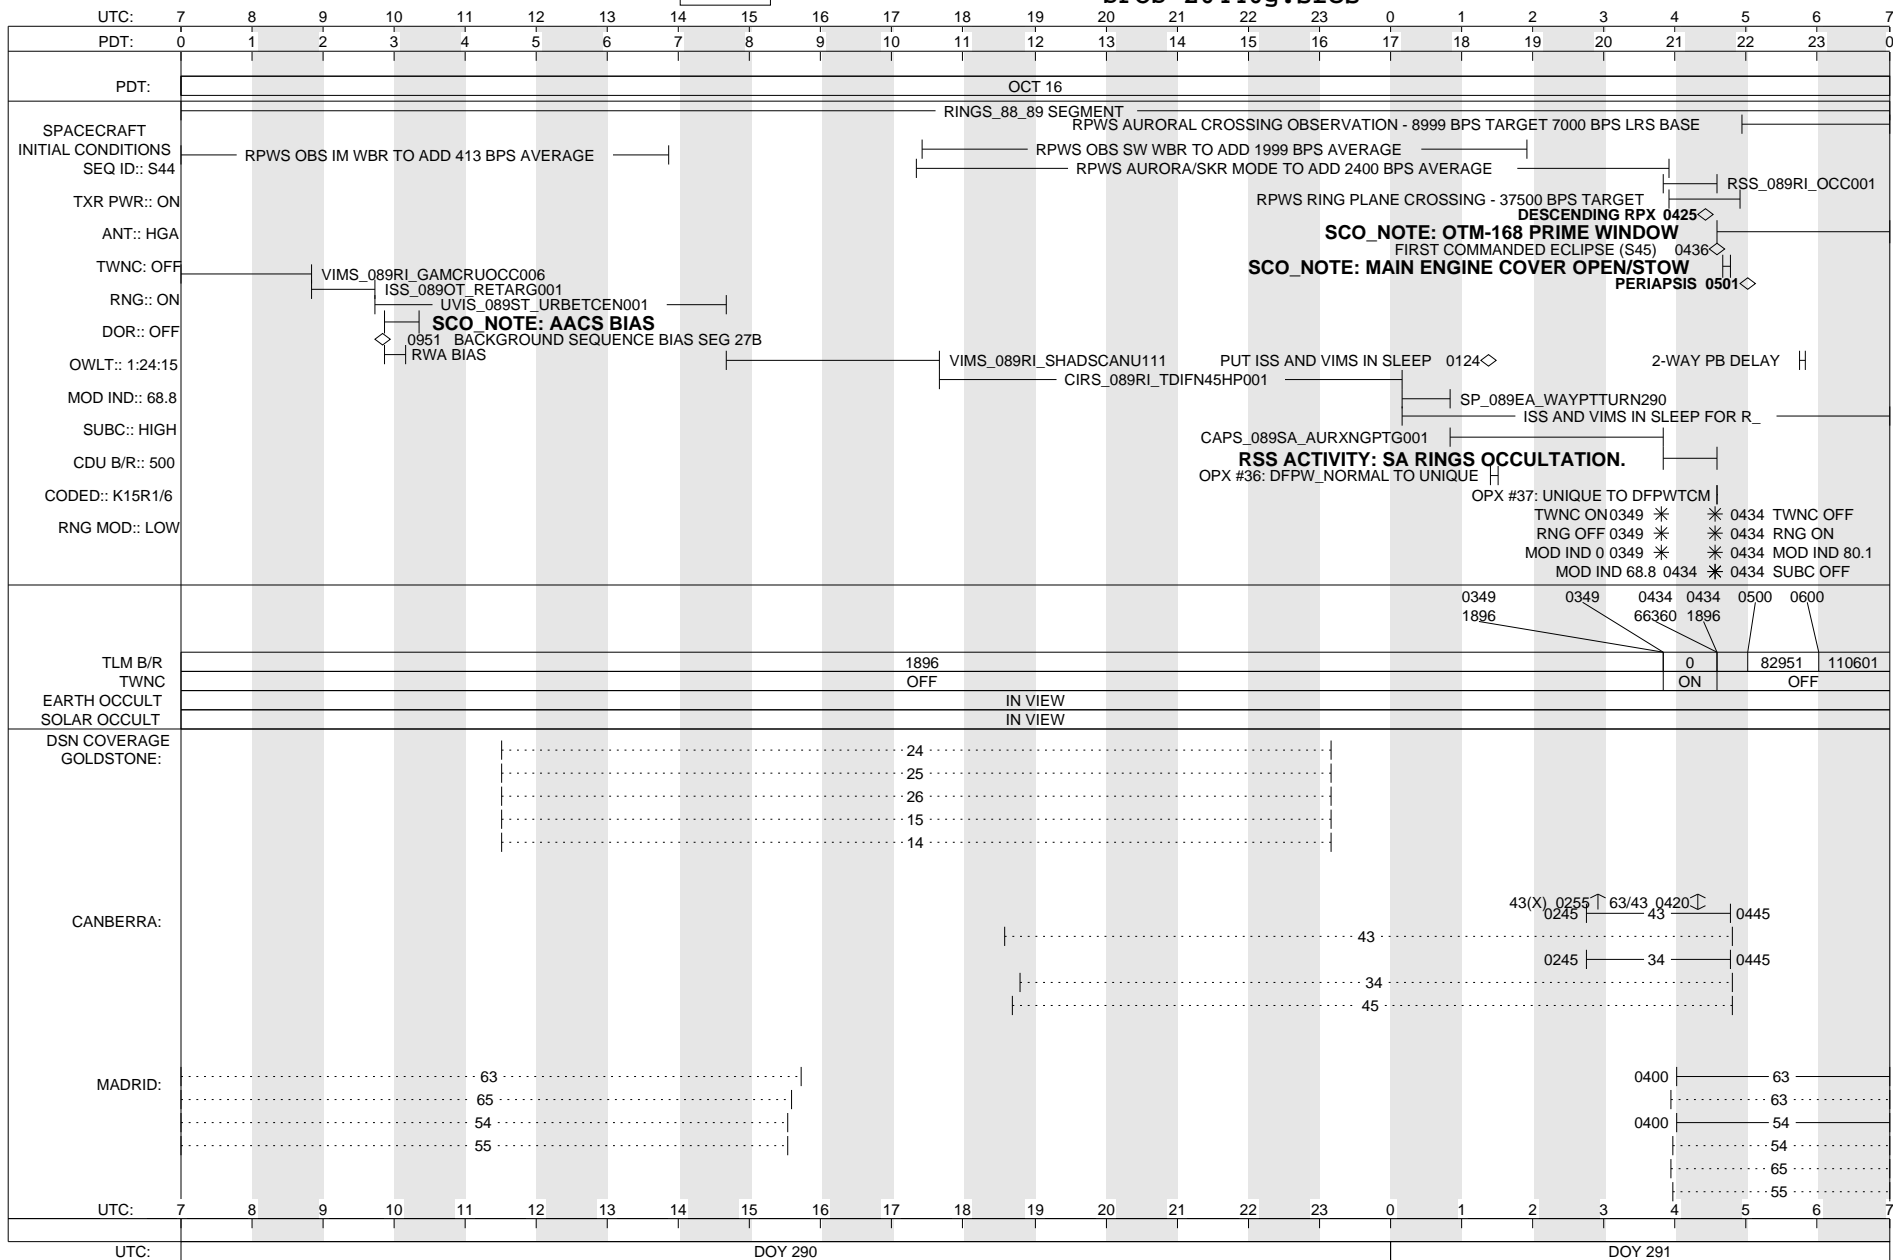 UTC: 7 8 9 10 11 12 13 14 15 16 17 18 19 20 21 22 23 0 1 2 3 4 5 6 7
PDT: 0 1 2 3 4 5 6 7 8 9 10 11 12 13 14 15 16 17 18 19 20 21 22 23 0
PDT: OCT 16
RINGS_88_89 SEGMENT
RPWS AURORAL CROSSING OBSERVATION - 8999 BPS TARGET 7000 BPS LRS BASE
SPACECRAFT
INITIAL CONDITIONS
RPWS OBS IM WBR TO ADD 413 BPS AVERAGE
RPWS OBS SW WBR TO ADD 1999 BPS AVERAGE
SEQ ID:: S44
RPWS AURORA/SKR MODE TO ADD 2400 BPS AVERAGE
RSS_089RI_OCC001
TXR PWR:: ON
RPWS RING PLANE CROSSING - 37500 BPS TARGET
DESCENDING RPX 0425
ANT:: HGA
SCO_NOTE: OTM-168 PRIME WINDOW
FIRST COMMANDED ECLIPSE (S45) 0436
TWNC: OFF
SCO_NOTE: MAIN ENGINE COVER OPEN/STOW
VIMS_089RI_GAMCRUOCC006
PERIAPSIS 0501
ISS_089OT_RETARG001
RNG:: ON
UVIS_089ST_URBETCEN001
SCO_NOTE: AACS BIAS
DOR:: OFF
0951 BACKGROUND SEQUENCE BIAS SEG 27B
RWA BIAS
OWLT:: 1:24:15
VIMS_089RI_SHADSCANU111
PUT ISS AND VIMS IN SLEEP 0124
2-WAY PB DELAY
CIRS_089RI_TDIFN45HP001
MOD IND:: 68.8
SP_089EA_WAYPTTURN290
ISS AND VIMS IN SLEEP FOR R_
SUBC:: HIGH
CAPS_089SA_AURXNGPTG001
RSS ACTIVITY: SA RINGS OCCULTATION.
CDU B/R:: 500
OPX #36: DFPW_NORMAL TO UNIQUE
CODED:: K15R1/6
OPX #37: UNIQUE TO DFPWTCM
TWNC ON 0349 0434 TWNC OFF
RNG MOD:: LOW
RNG OFF 0349 0434 RNG ON
MOD IND 0 0349 0434 MOD IND 80.1
MOD IND 68.8 0434 0434 SUBC OFF
0349 0349 0434 0434 0500 0600
1896 66360 1896
TLM B/R 1896 0 82951 110601
TWNC OFF ON OFF
EARTH OCCULT IN VIEW
SOLAR OCCULT IN VIEW
DSN COVERAGE
GOLDSTONE:
24
25
26
15
14
43(X) 0255 63/43 0420
CANBERRA:
0245 43 0445
43
0245 34 0445
34
45
MADRID:
63 0400 63
65 63
54 0400 54
55 54
65
55
UTC: 7 8 9 10 11 12 13 14 15 16 17 18 19 20 21 22 23 0 1 2 3 4 5 6 7
UTC: DOY 290 DOY 291